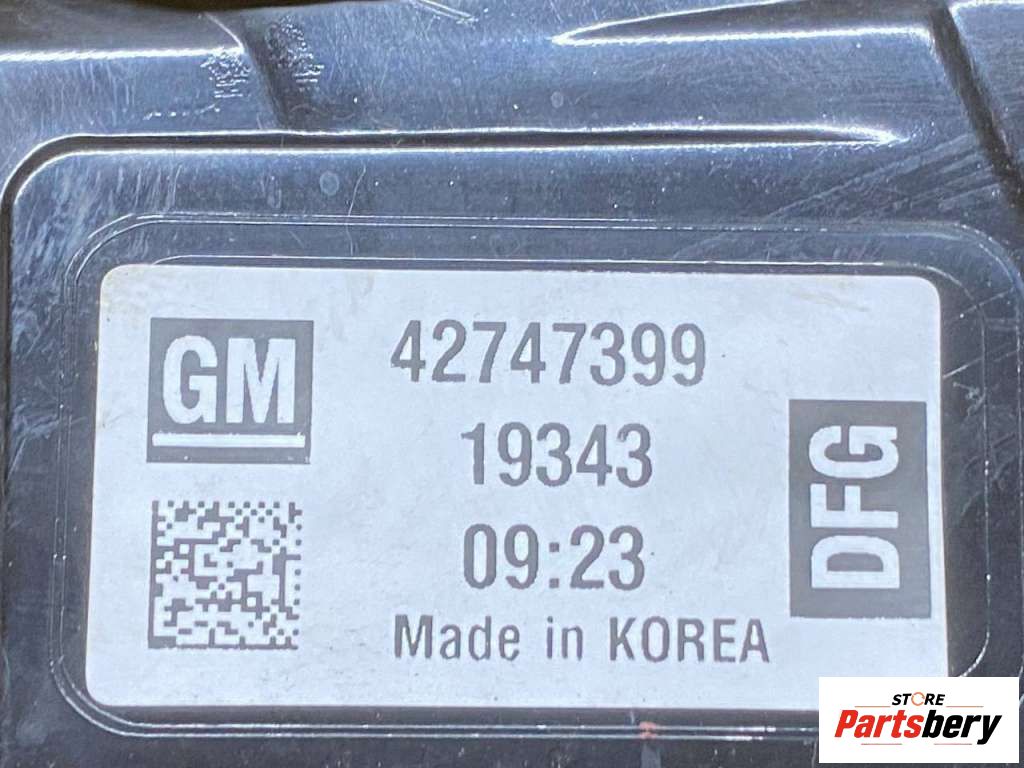 GM
42747399
19343
09:23
Made in KOREA
DFG
STORE
Partsbery